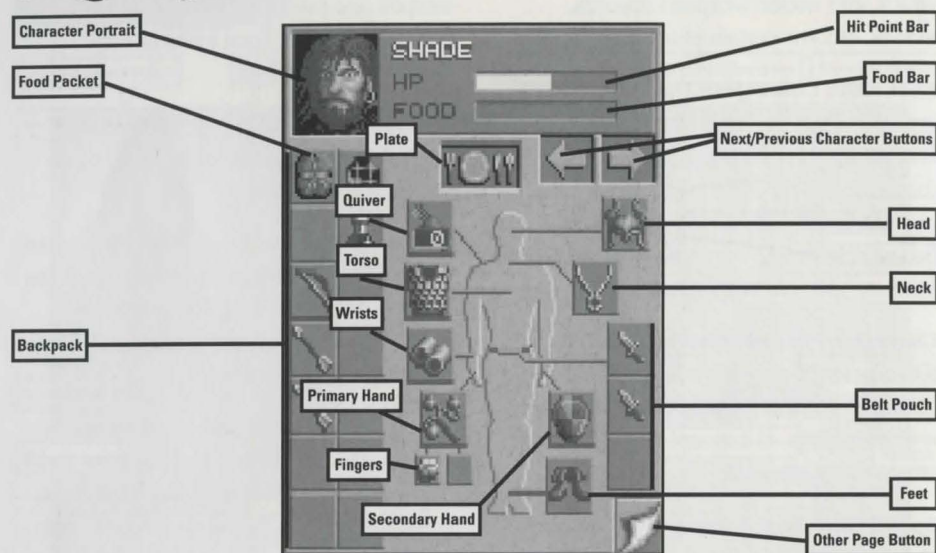 Character Portrait
Food Packet
SHADE
HP
FOOD
Hit Point Bar
Food Bar
Plate
Next/Previous Character Buttons
Quiver
0
Head
Torso
Neck
Wrists
Backpack
Primary Hand
Belt Pouch
Fingers
Feet
Secondary Hand
Other Page Button